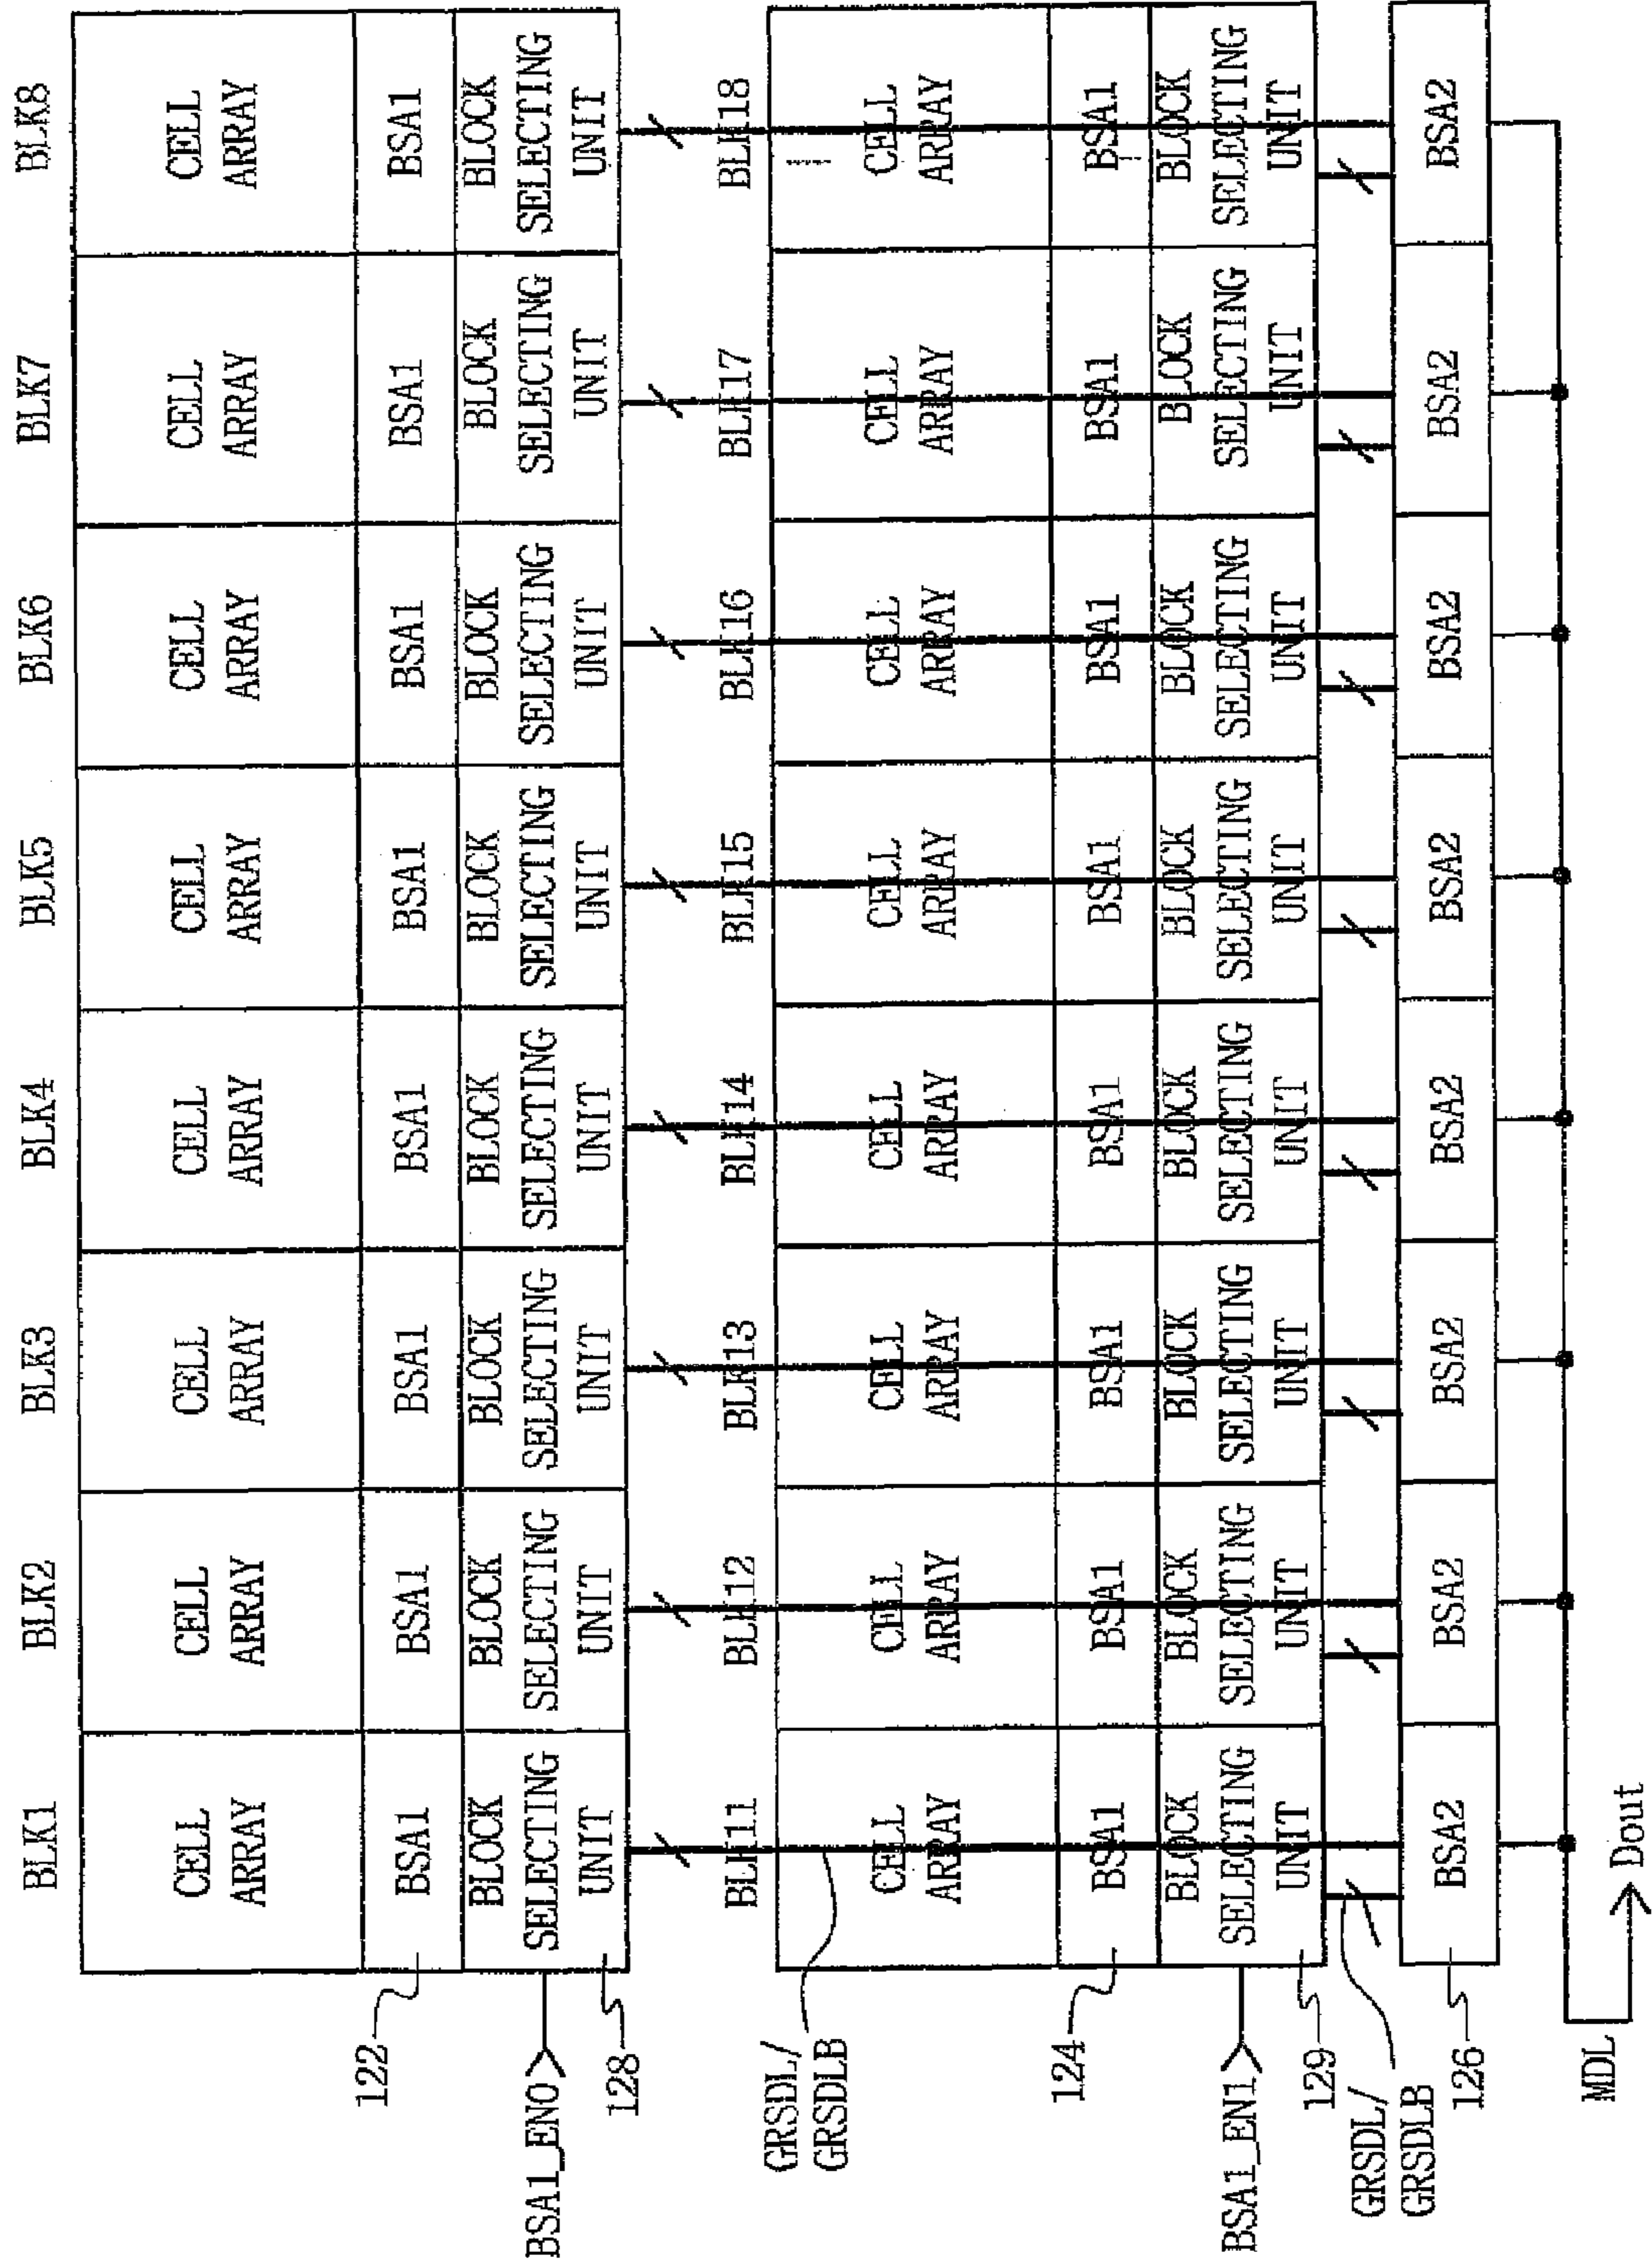 BLK1 BLK2 BLK3 BLK4 BLK5 BLK6 BLK7 BLK8
CELL CELL CELL CELL CELL CELL CELL CELL
ARRAY ARRAY ARRAY ARRAY ARRAY ARRAY ARRAY ARRAY
122 BSA1 BSA1 BSA1 BSA1 BSA1 BSA1 BSA1 BSA1
BLOCK BLOCK BLOCK BLOCK BLOCK BLOCK BLOCK BLOCK
BSA1_EN0 SELECTING SELECTING SELECTING SELECTING SELECTING SELECTING SELECTING SELECTING
128 UNIT UNIT UNIT UNIT UNIT UNIT UNIT UNIT
BLK11 BLK12 BLK13 BLK14 BLK15 BLK16 BLK17 BLK18
GRSDL/
GRSDLB
CELL CELL CELL CELL CELL CELL CELL CELL
ARRAY ARRAY ARRAY ARRAY ARRAY ARRAY ARRAY ARRAY
124 BSA1 BSA1 BSA1 BSA1 BSA1 BSA1 BSA1 BSA1
BLOCK BLOCK BLOCK BLOCK BLOCK BLOCK BLOCK BLOCK
BSA1_EN1 SELECTING SELECTING SELECTING SELECTING SELECTING SELECTING SELECTING SELECTING
129 UNIT UNIT UNIT UNIT UNIT UNIT UNIT UNIT
GRSDL/
GRSDLB
126 BSA2 BSA2 BSA2 BSA2 BSA2 BSA2 BSA2 BSA2
MDL
Dout